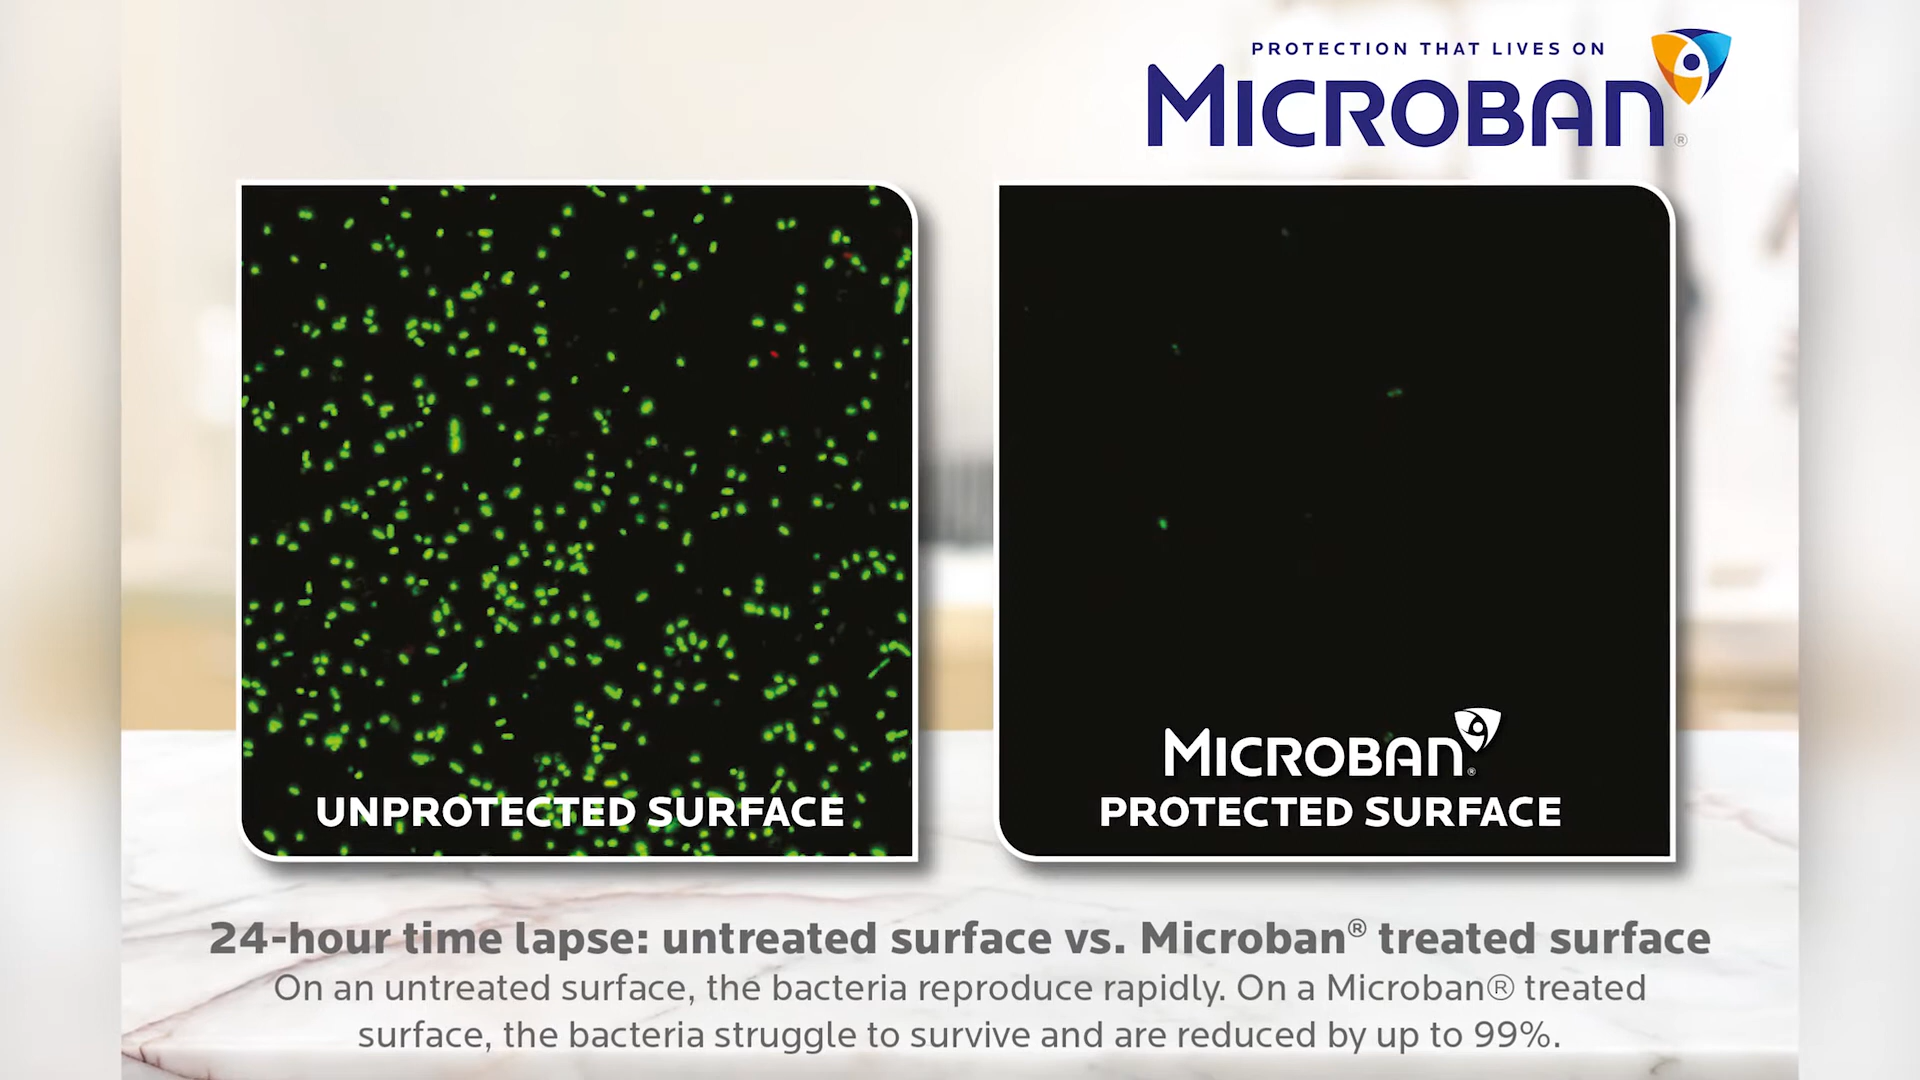 PROTECTION THAT LIVES ON
MICROBAN®
UNPROTECTED SURFACE
MICROBAN®
PROTECTED SURFACE
24-hour time lapse: untreated surface vs. Microban® treated surface
On an untreated surface, the bacteria reproduce rapidly. On a Microban® treated
surface, the bacteria struggle to survive and are reduced by up to 99%.